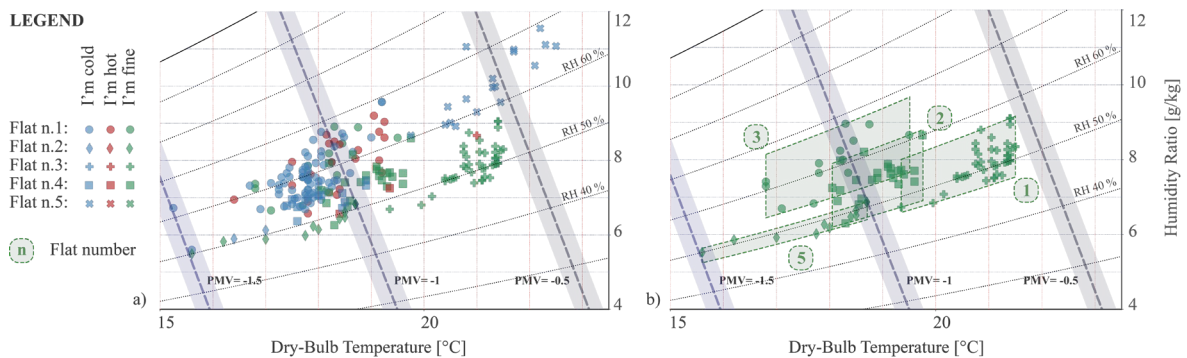 LEGEND
I'm cold
I'm hot
I'm fine
Flat n.1:
Flat n.2:
Flat n.3:
Flat n.4:
Flat n.5:
n Flat number
RH 60 %
RH 50 %
RH 40 %
PMV= -1.5
PMV= -1
PMV= -0.5
a)
15
20
12
10
8
6
4
Dry-Bulb Temperature [°C]
3
2
1
5
RH 60 %
RH 50 %
RH 40 %
PMV= -1.5
PMV= -1
PMV= -0.5
b)
15
20
12
10
8
6
4
Dry-Bulb Temperature [°C]
Humidity Ratio [g/kg]